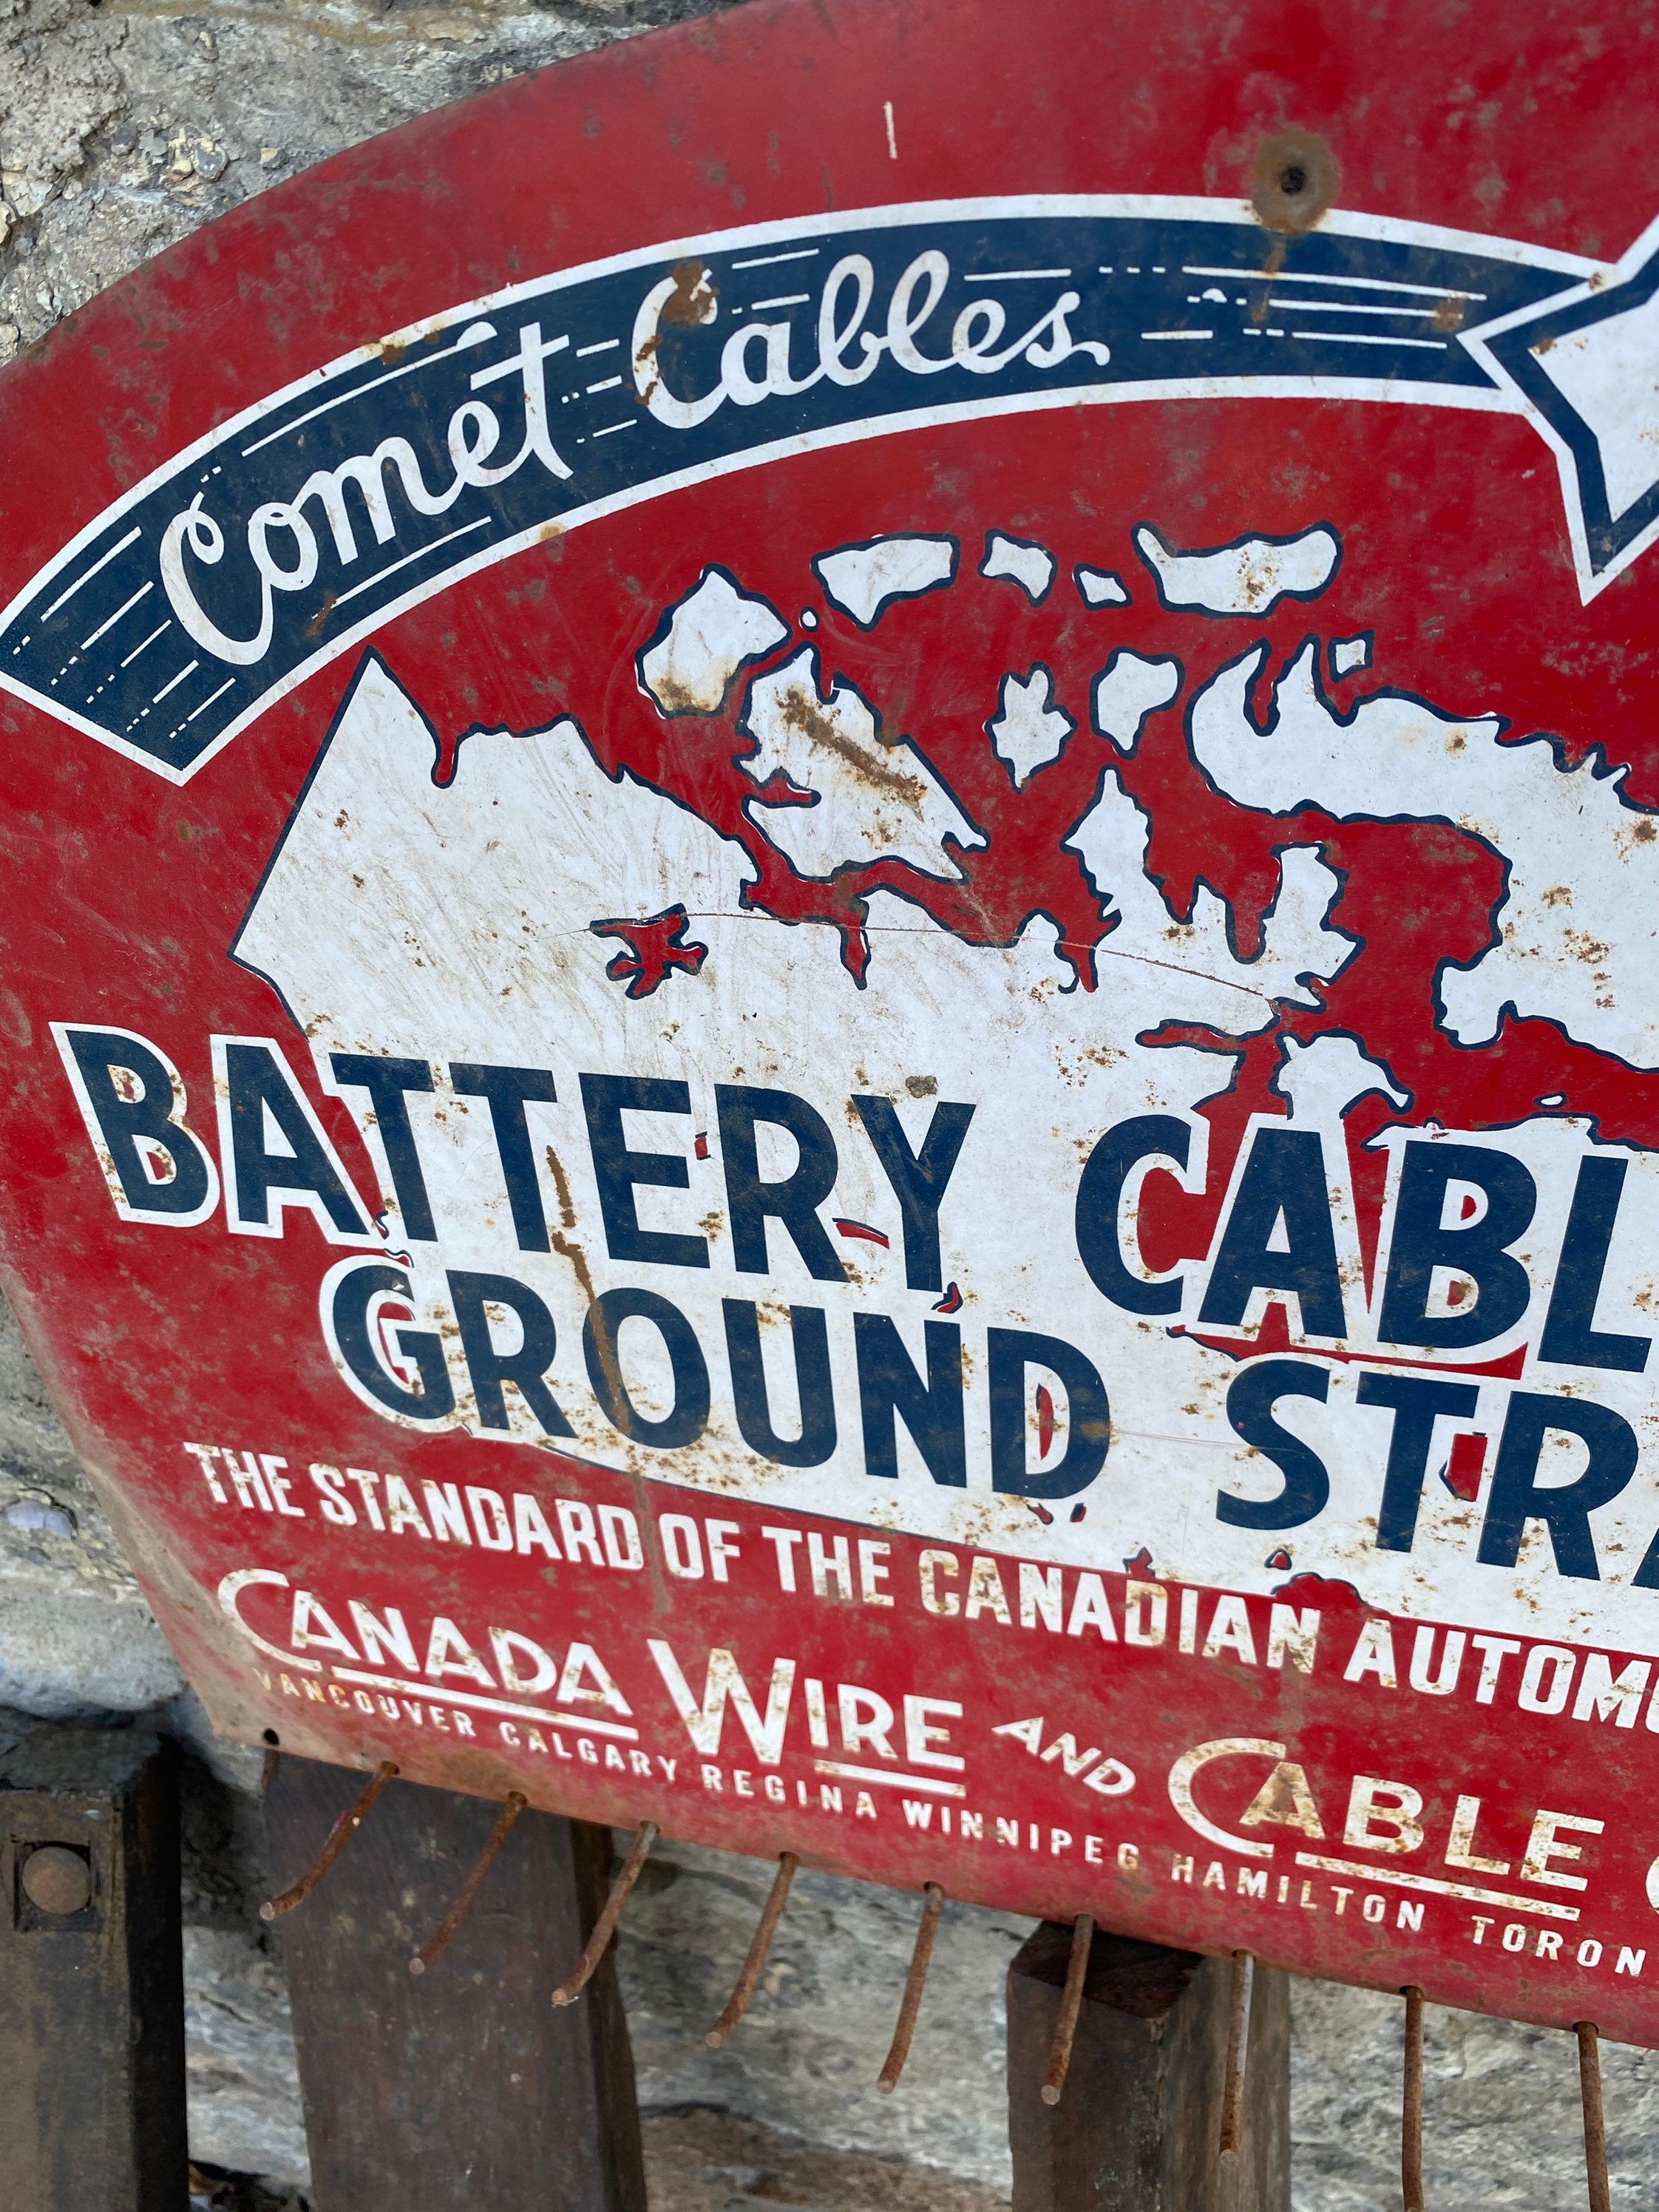 Comet Cables
BATTERY CABL
GROUND STRA
THE STANDARD OF THE CANADIAN AUTOMO
CANADA WIRE AND CABLE C
VANCOUVER CALGARY REGINA WINNIPEG HAMILTON TORON